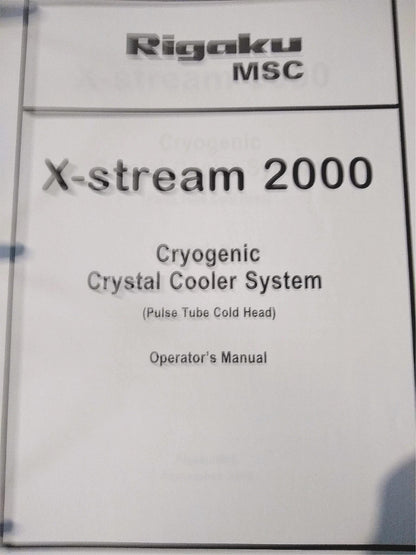 Rigaku
MSC
X-stream 2000
Cryogenic
Crystal Cooler System
(Pulse Tube Cold Head)
Operator's Manual